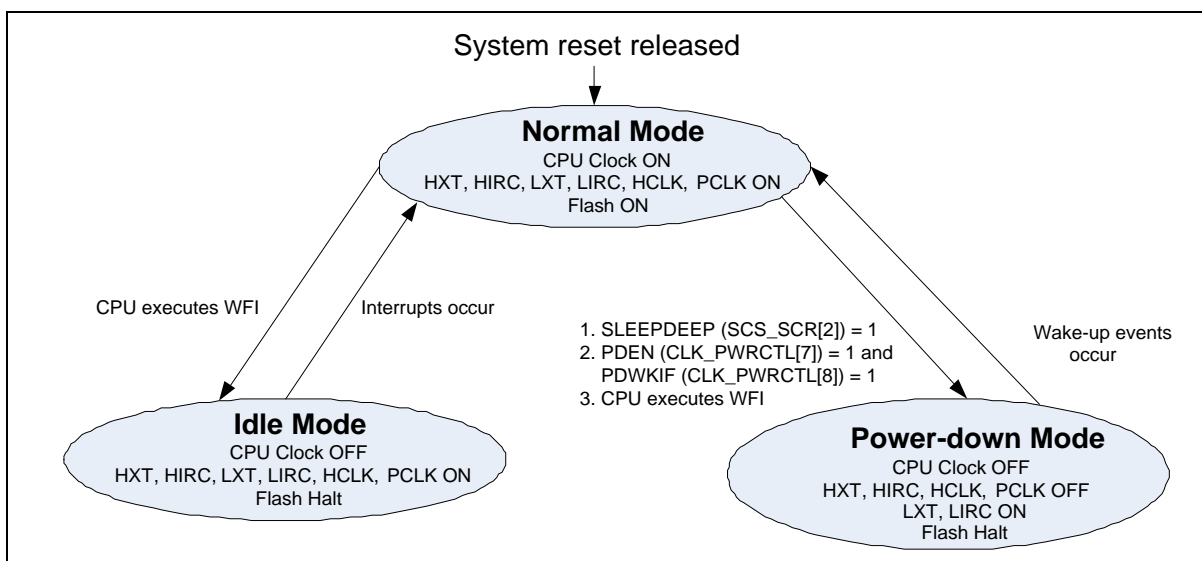 System reset released
Normal Mode
CPU Clock ON
HXT, HIRC, LXT, LIRC, HCLK, PCLK ON
Flash ON
CPU executes WFI
Interrupts occur
1. SLEEPDEEP (SCS_SCR[2]) = 1
2. PDEN (CLK_PWRCTL[7]) = 1 and
PDWKIF (CLK_PWRCTL[8]) = 1
3. CPU executes WFI
Wake-up events
occur
Idle Mode
CPU Clock OFF
HXT, HIRC, LXT, LIRC, HCLK, PCLK ON
Flash Halt
Power-down Mode
CPU Clock OFF
HXT, HIRC, HCLK, PCLK OFF
LXT, LIRC ON
Flash Halt